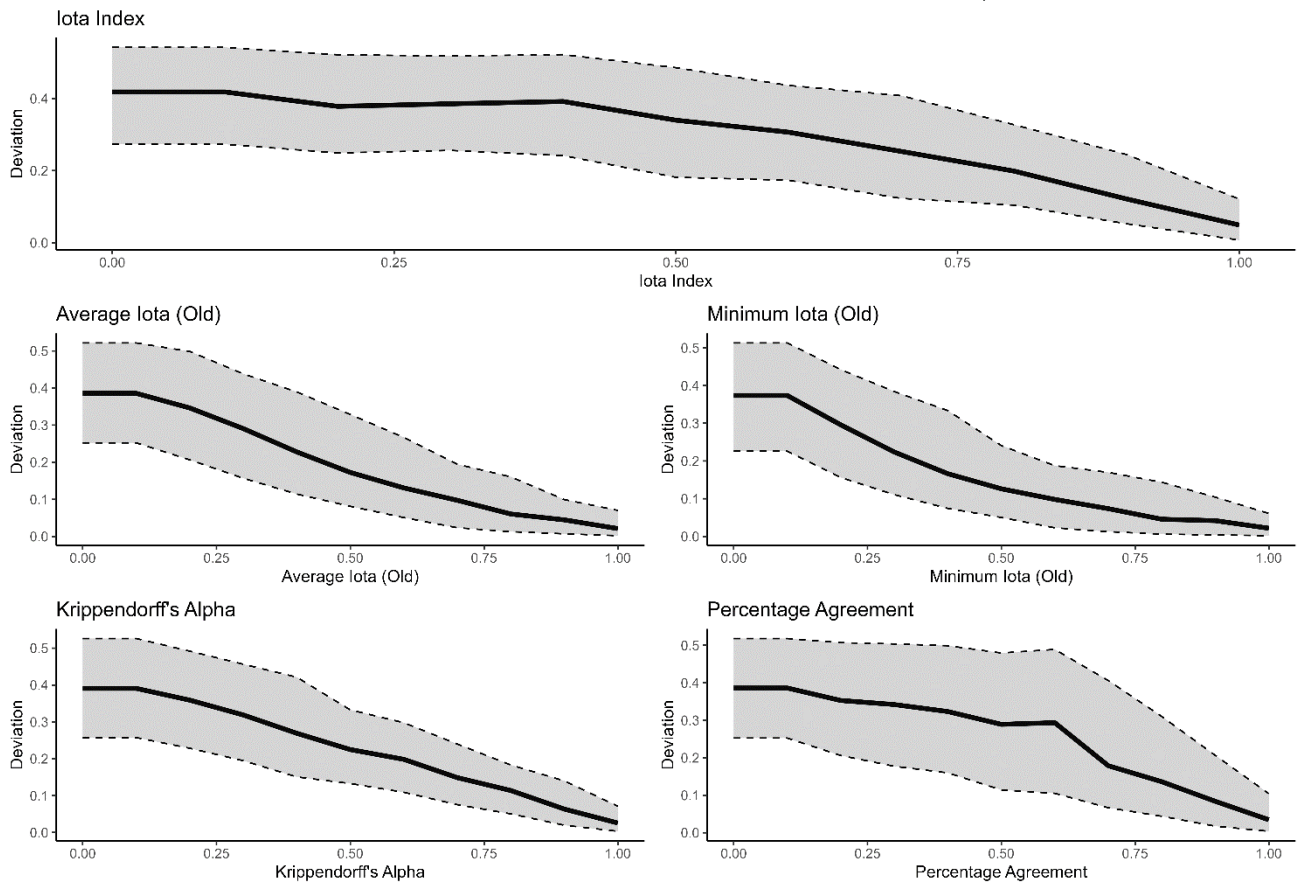 Iota Index
Deviation
0.4
0.2
0.0
0.00 0.25 0.50 0.75 1.00
Iota Index
Average Iota (Old)
Deviation
0.5
0.4
0.3
0.2
0.1
0.0
0.00 0.25 0.50 0.75 1.00
Average Iota (Old)
Minimum Iota (Old)
Deviation
0.5
0.4
0.3
0.2
0.1
0.0
0.00 0.25 0.50 0.75 1.00
Minimum Iota (Old)
Krippendorff's Alpha
Deviation
0.5
0.4
0.3
0.2
0.1
0.0
0.00 0.25 0.50 0.75 1.00
Krippendorff's Alpha
Percentage Agreement
Deviation
0.5
0.4
0.3
0.2
0.1
0.0
0.00 0.25 0.50 0.75 1.00
Percentage Agreement